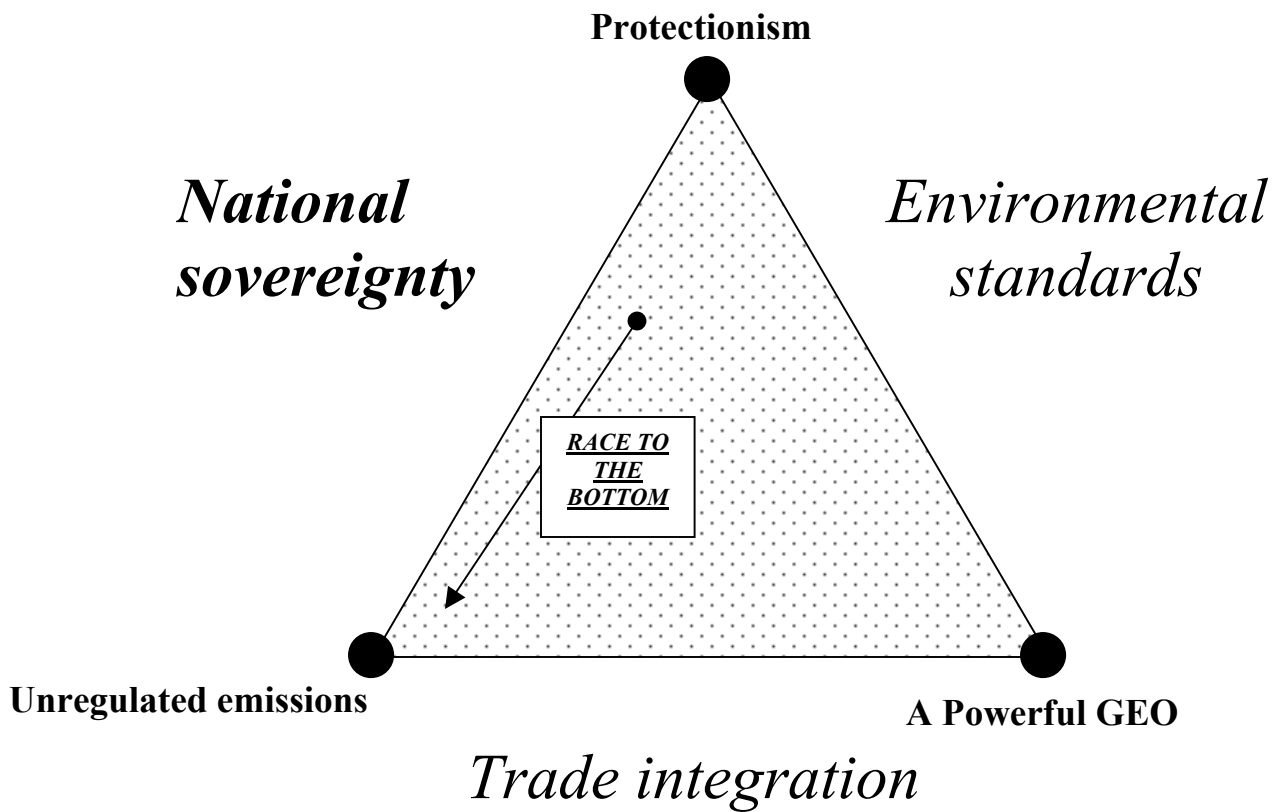 Protectionism
National
sovereignty
Environmental
standards
RACE TO
THE
BOTTOM
Unregulated emissions
A Powerful GEO
Trade integration